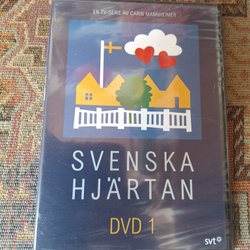 EN TV-SERIE AV CARIN MANNHEIMER
SVENSKA
HJÄRTAN
DVD 1
svt